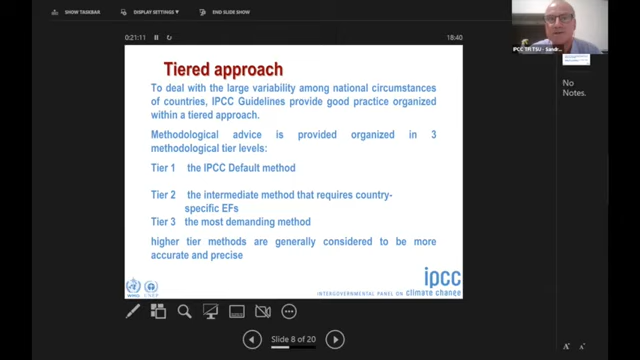 SHOW TASKBAR
DISPLAY SETTINGS
END SLIDE SHOW
0:21:11
18:40
Tiered approach
To deal with the large variability among national circumstances
of countries, IPCC Guidelines provide good practice organized
within a tiered approach.
Methodological advice is provided organized in 3
methodological tier levels:
Tier 1 the IPCC Default method
Tier 2 the intermediate method that requires country-
specific EFs
Tier 3 the most demanding method
higher tier methods are generally considered to be more
accurate and precise
WMO
UNEP
ipcc
INTERGOVERNMENTAL PANEL ON climate change
Slide 8 of 20
IPCC TFI TSU - Sandr...
No
Notes.
A
A